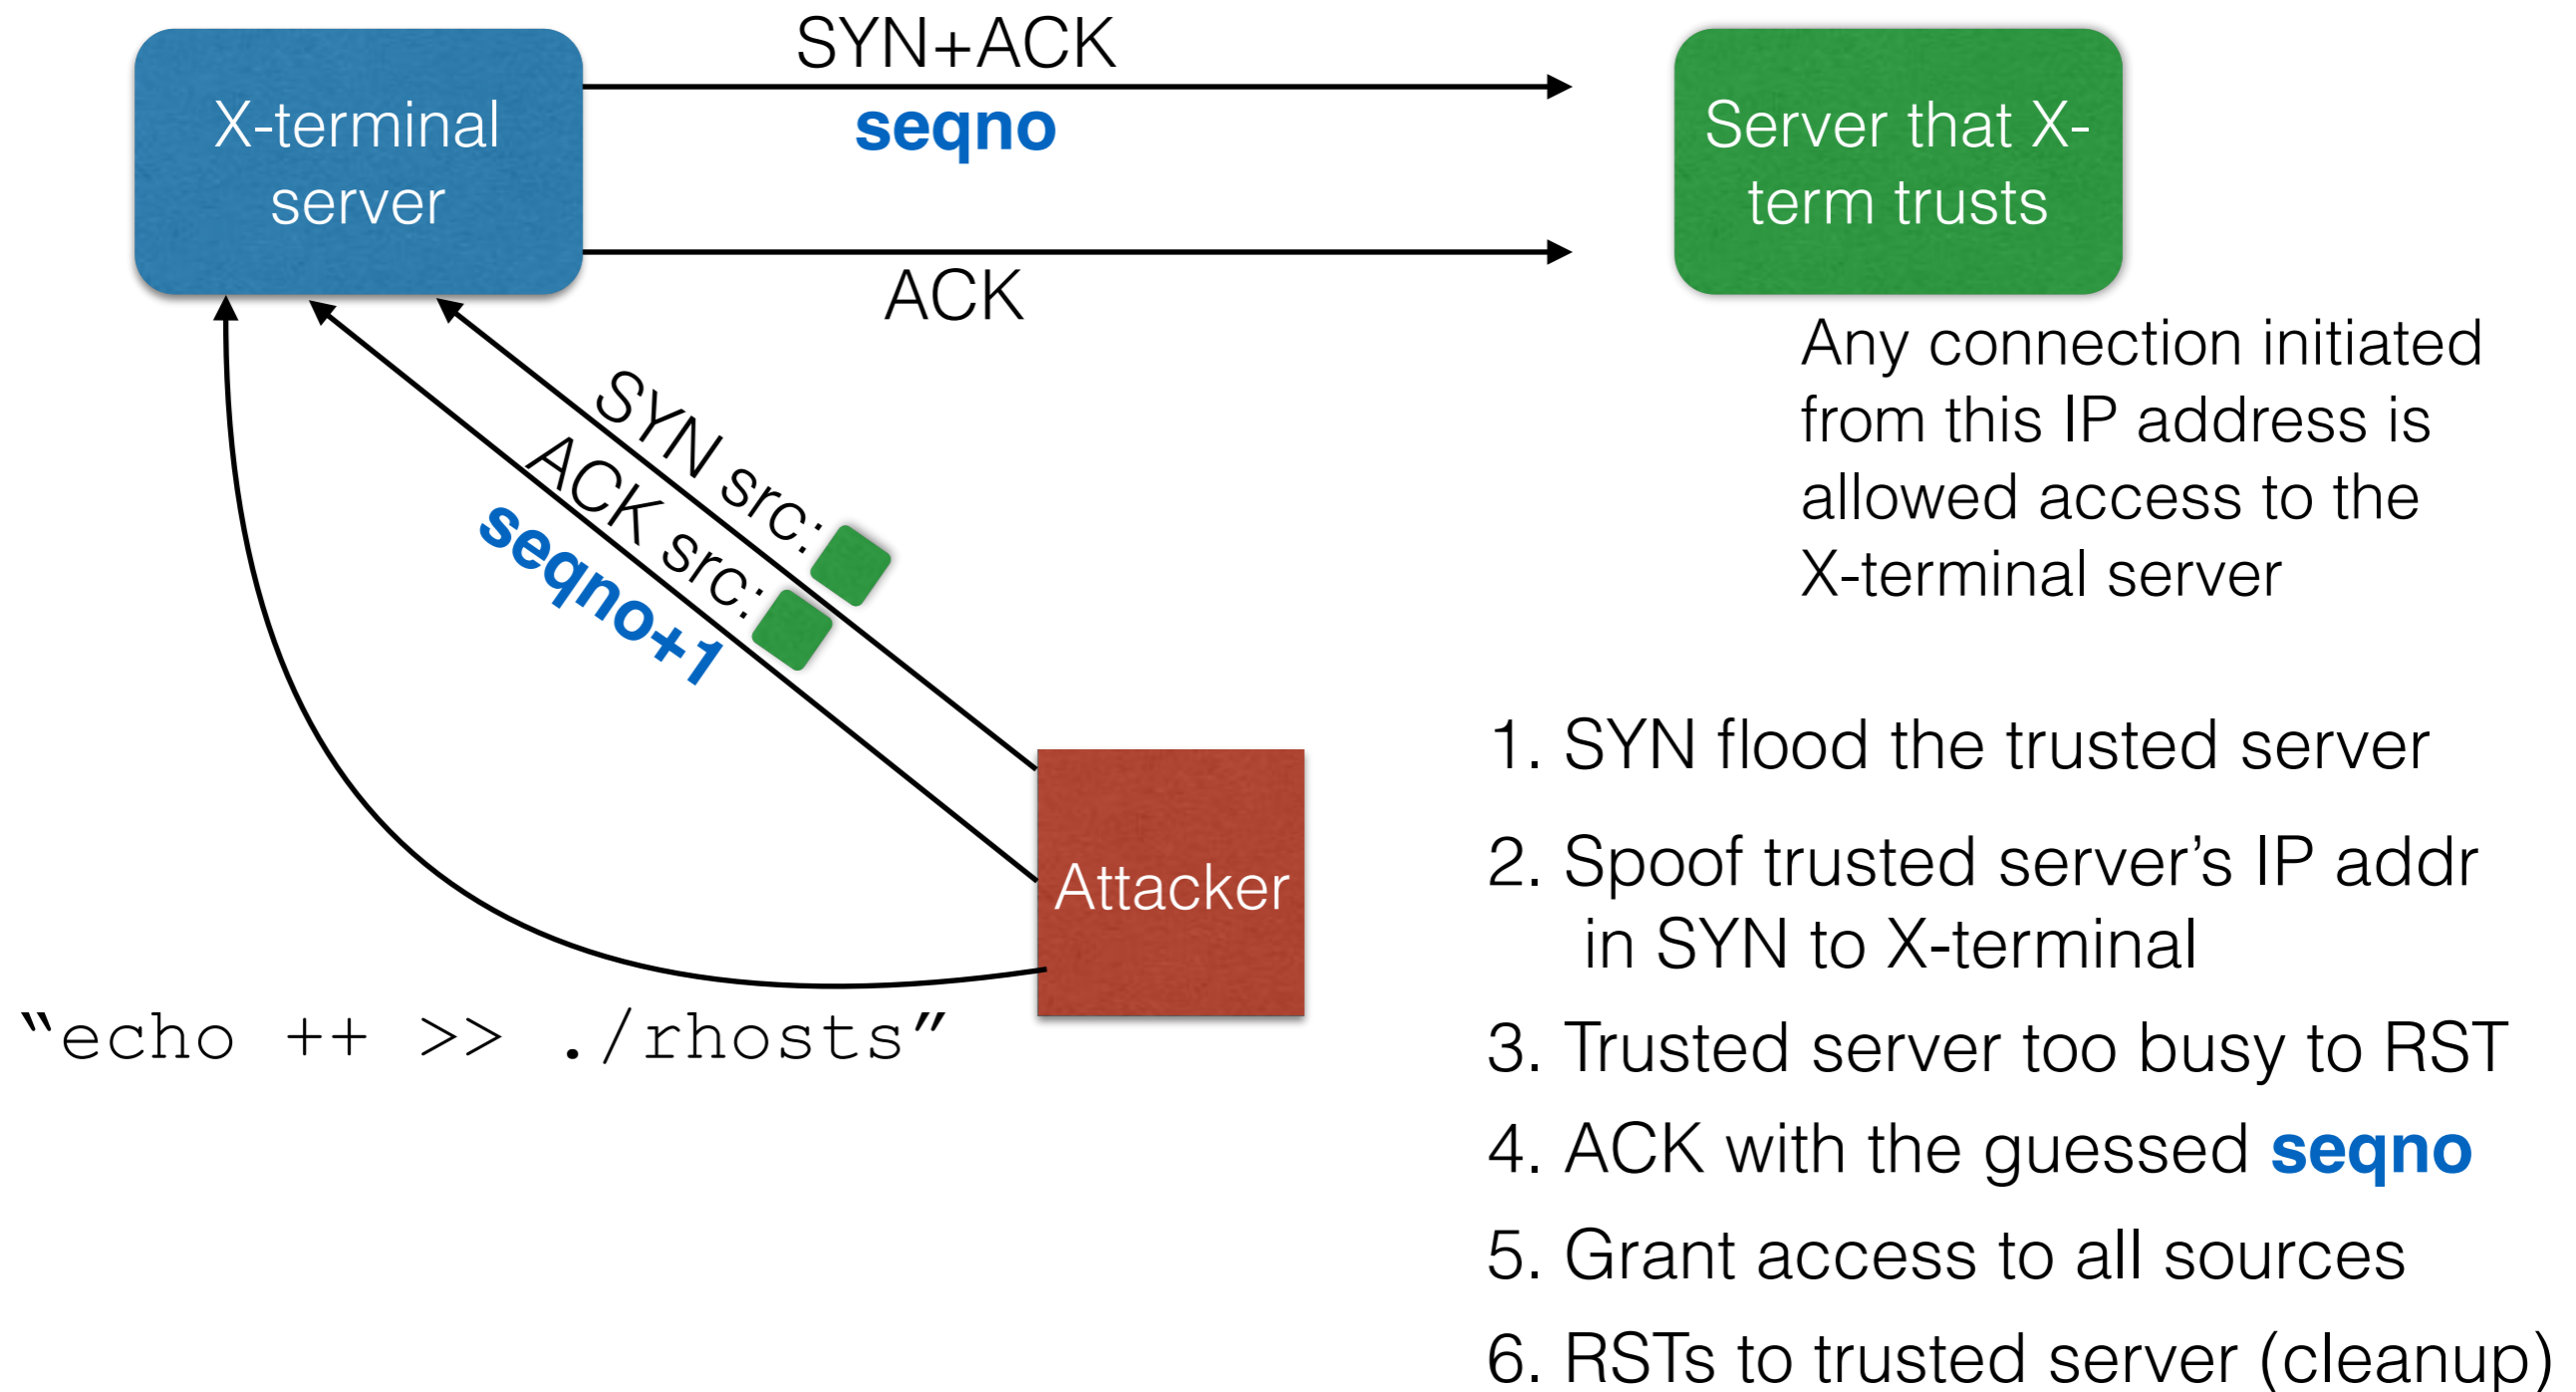 SYN+ACK
seqno
X-terminal
server
Server that X-
term trusts
ACK
Any connection initiated
from this IP address is
allowed access to the
X-terminal server
SYN src:
ACK src:
seqno+1
Attacker
"echo ++ >> ./rhosts"
1. SYN flood the trusted server
2. Spoof trusted server’s IP addr
in SYN to X-terminal
3. Trusted server too busy to RST
4. ACK with the guessed seqno
5. Grant access to all sources
6. RSTs to trusted server (cleanup)